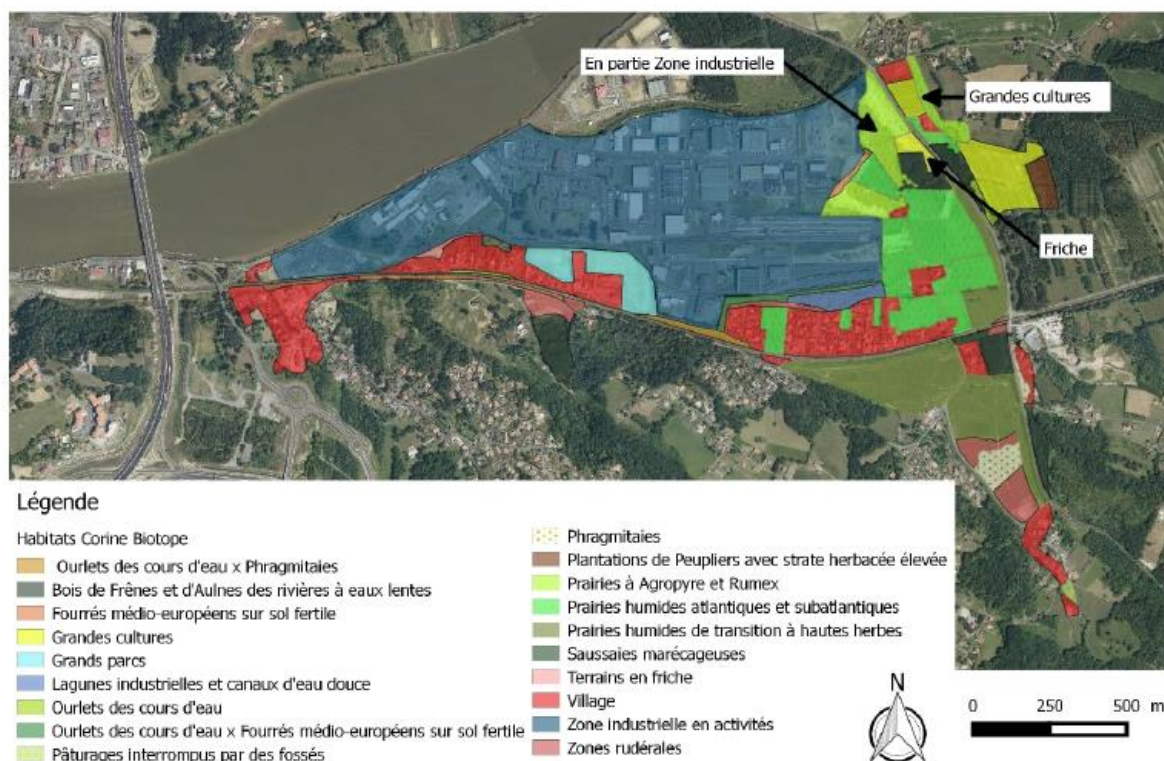 En partie Zone industrielle
Grandes cultures
Friche
Légende
Habitats Corine Biotope
Ourlets des cours d'eau x Phragmitaies
Bois de Frênes et d'Aulnes des rivières à eaux lentes
Fourrés médio-européens sur sol fertile
Grandes cultures
Grands parcs
Lagunes industrielles et canaux d'eau douce
Ourlets des cours d'eau
Ourlets des cours d'eau x Fourrés médio-européens sur sol fertile
Pâturages interrompus par des fossés
Phragmitaies
Plantations de Peupliers avec strate herbacée élevée
Prairies à Agropyre et Rumex
Prairies humides atlantiques et subatlantiques
Prairies humides de transition à hautes herbes
Saussaies marécageuses
Terrains en friche
Village
Zone industrielle en activités
Zones rudérales
N
0 250 500 m